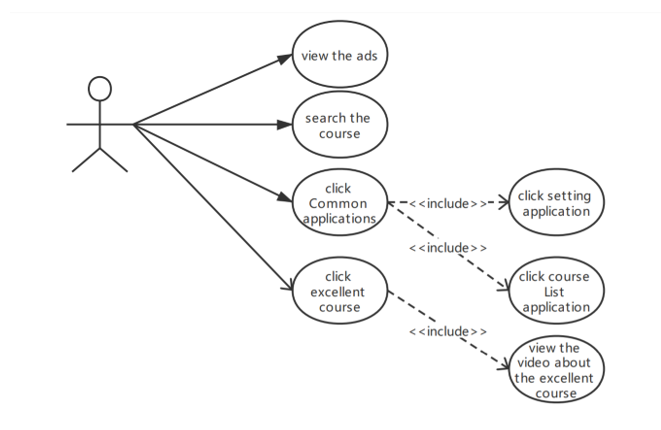 view the ads
search the
course
click
Common
applications
<<include>>
click setting
application
<<include>>
click
excellent
course
click course
List
application
<<include>>
view the
video about
the excellent
course